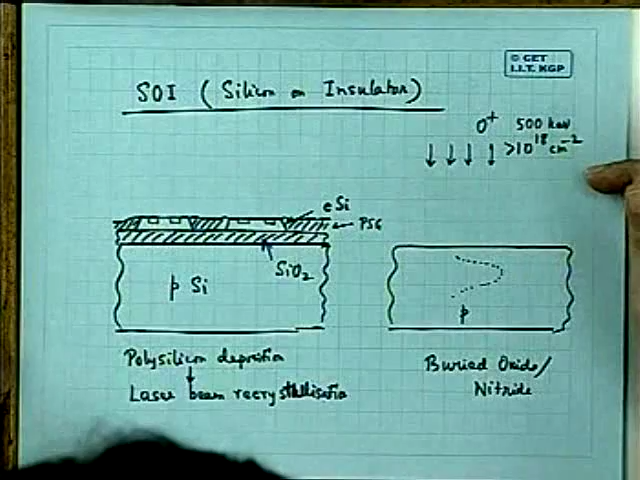 © CET
I.I.T. KGP
SOI ( Silicon on Insulator)
O+ 500 keV
>10^18 cm^-2
e Si
PSG
SiO2
p Si
p
Polysilicon deposition
Laser beam recrystallisation
Buried Oxide/
Nitride